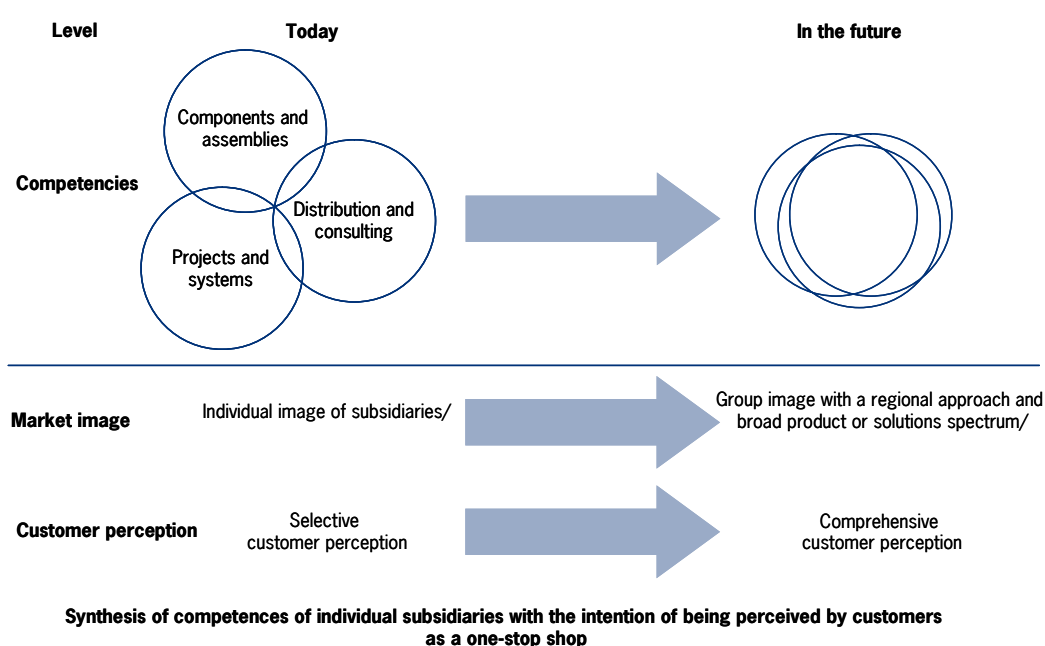 Level
Today
In the future
Competencies
Components and
assemblies
Distribution and
consulting
Projects and
systems
Market image
Individual image of subsidiaries/
Group image with a regional approach and
broad product or solutions spectrum/
Customer perception
Selective
customer perception
Comprehensive
customer perception
Synthesis of competences of individual subsidiaries with the intention of being perceived by customers
as a one-stop shop